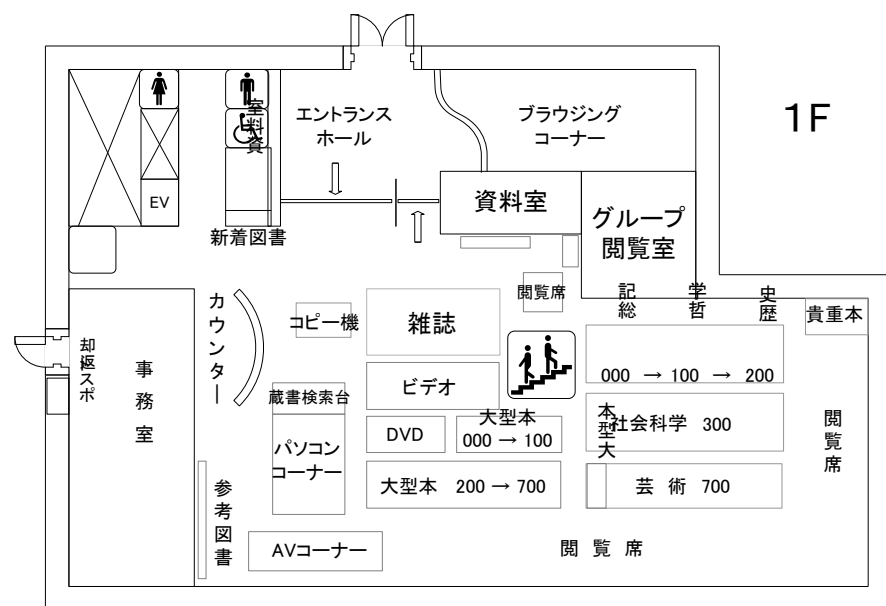 1F
エントランス
ホール
ブラウジング
コーナー
室料資
EV
資料室
グループ
閲覧室
新着図書
閲覧席
記総
学哲
史歴
貴重本
カウンター
コピー機
雑誌
000 → 100 → 200
却返
スポ
事務室
ビデオ
蔵書検索台
DVD
大型本
000 → 100
本型大
社会科学 300
閲覧席
パソコン
コーナー
大型本 200 → 700
芸術 700
参考図書
AVコーナー
閲覧席